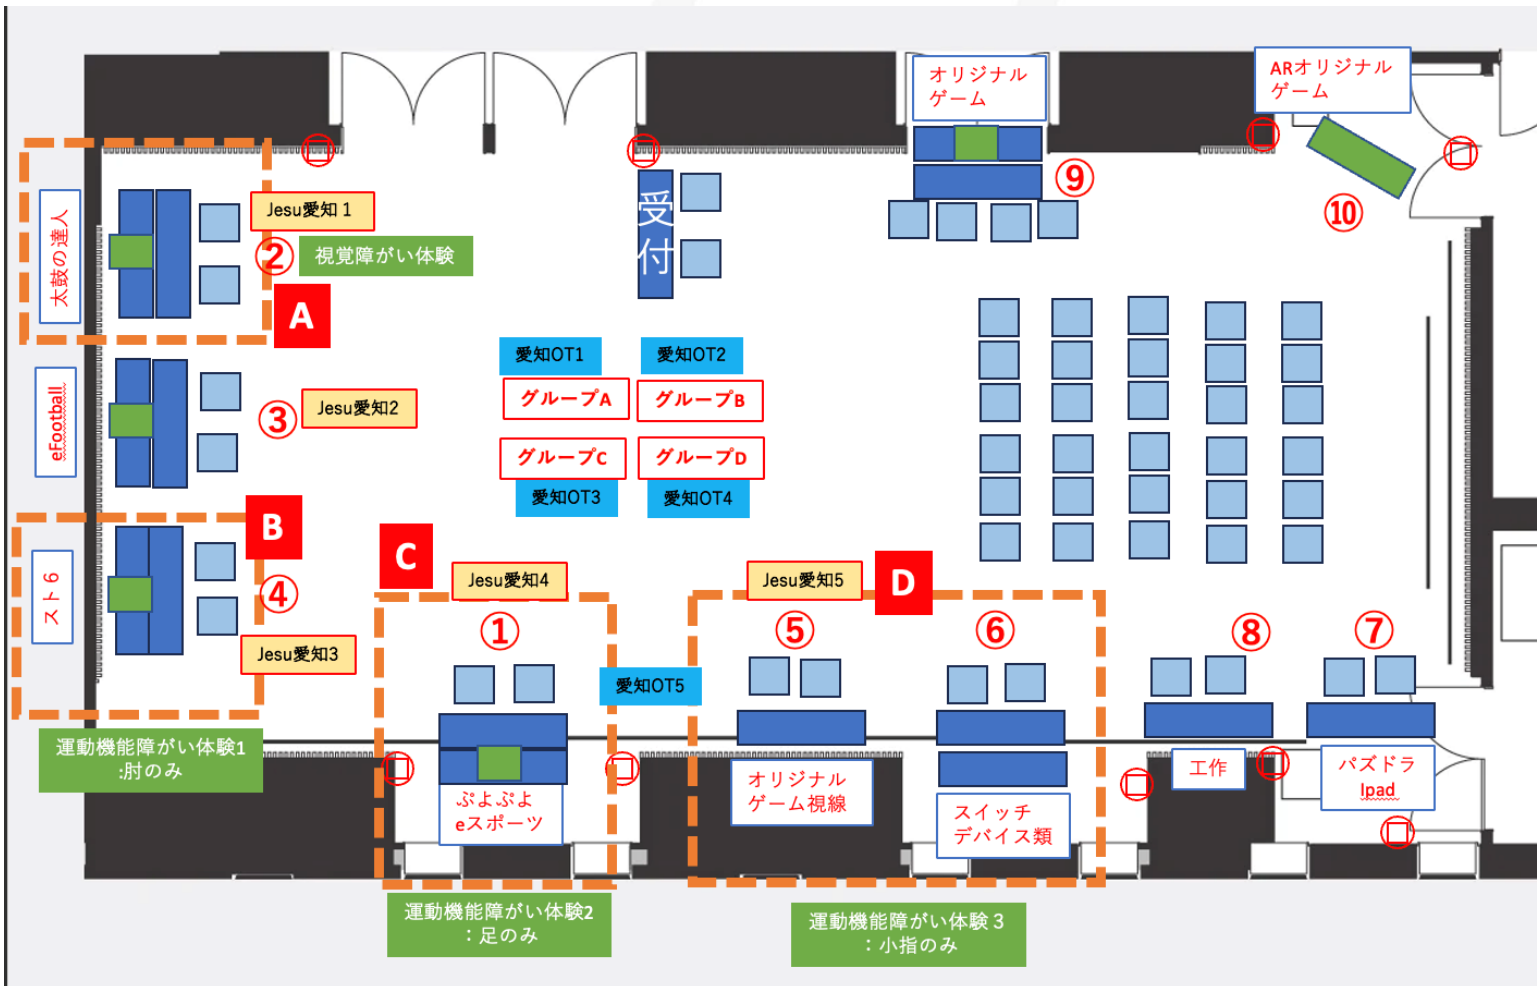 オリジナル
ゲーム
ARオリジナル
ゲーム
⑨
⑩
太鼓の達人
Jesu愛知１
②
視覚障がい体験
A
受付
eFootball
③
Jesu愛知2
愛知OT1
愛知OT2
グループA
グループB
グループC
グループD
愛知OT3
愛知OT4
スト６
B
④
Jesu愛知3
運動機能障がい体験1
:肘のみ
C
Jesu愛知4
①
愛知OT5
ぷよぷよ
eスポーツ
運動機能障がい体験2
：足のみ
Jesu愛知5
D
⑤
⑥
オリジナル
ゲーム視線
スイッチ
デバイス類
運動機能障がい体験３
：小指のみ
⑧
⑦
工作
パズドラ
Ipad